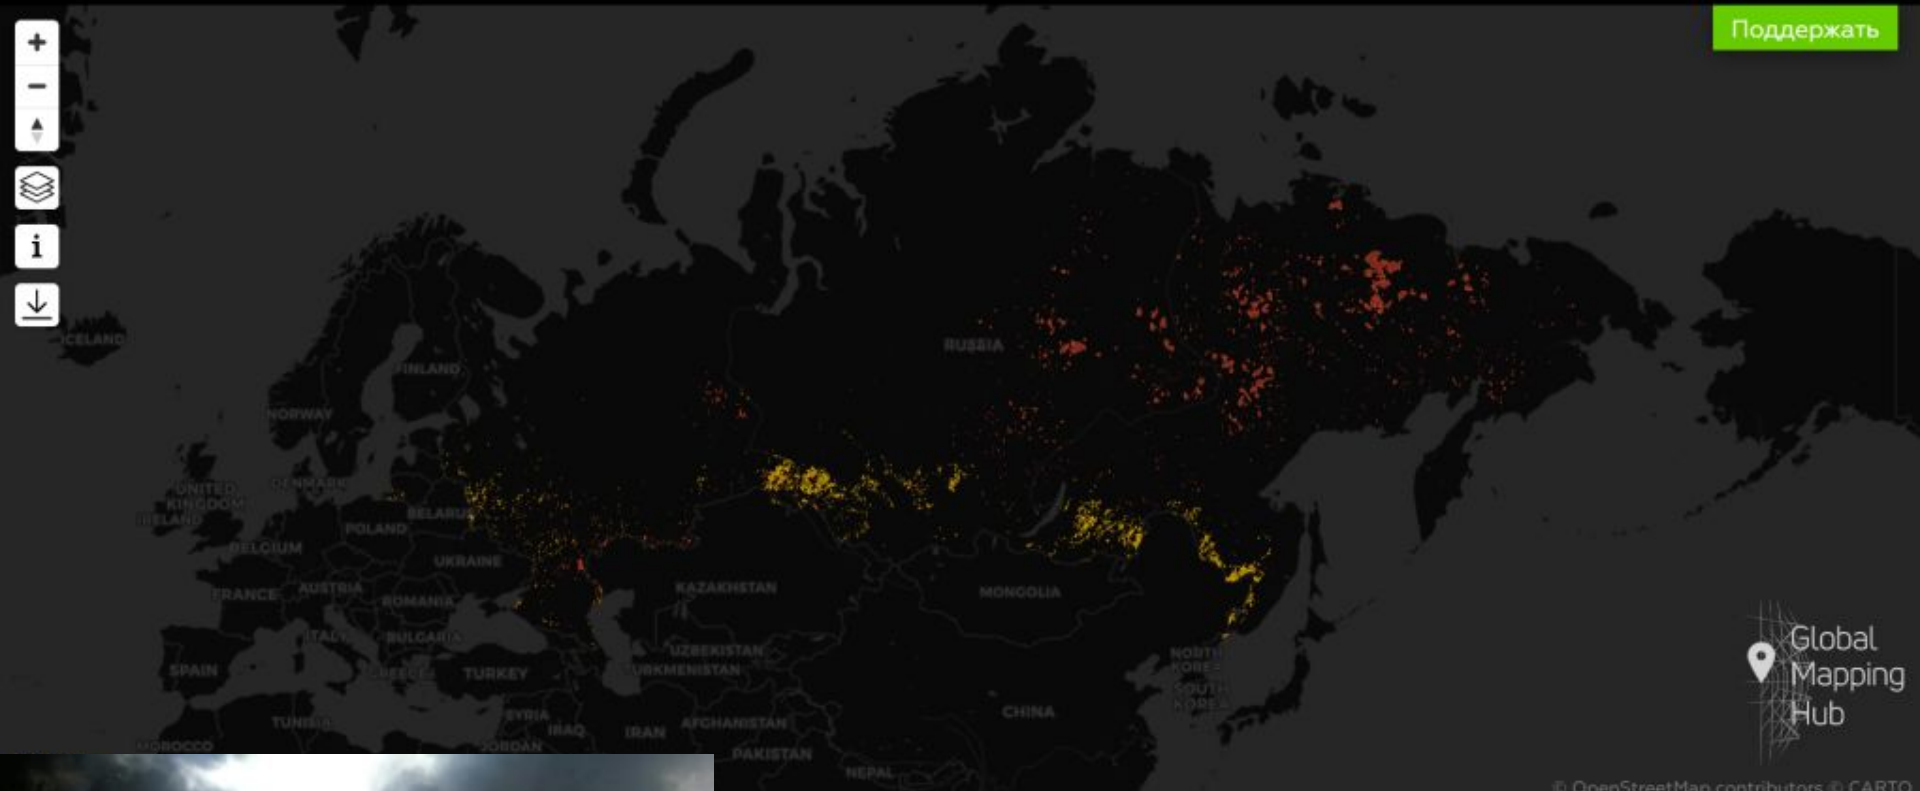 Поддержать
+
−
i
ICELAND
FINLAND
RUSSIA
NORWAY
UNITED
KINGDOM
DENMARK
IRELAND
BELARUS
POLAND
BELGIUM
UKRAINE
FRANCE
AUSTRIA
ROMANIA
KAZAKHSTAN
MONGOLIA
ITALY
BULGARIA
SPAIN
GREECE
TURKEY
UZBEKISTAN
TURKMENISTAN
NORTH
KOREA
SOUTH
KOREA
TUNISIA
SYRIA
IRAQ
IRAN
AFGHANISTAN
CHINA
MOROCCO
JORDAN
PAKISTAN
NEPAL
Global
Mapping
Hub
© OpenStreetMap contributors © CARTO